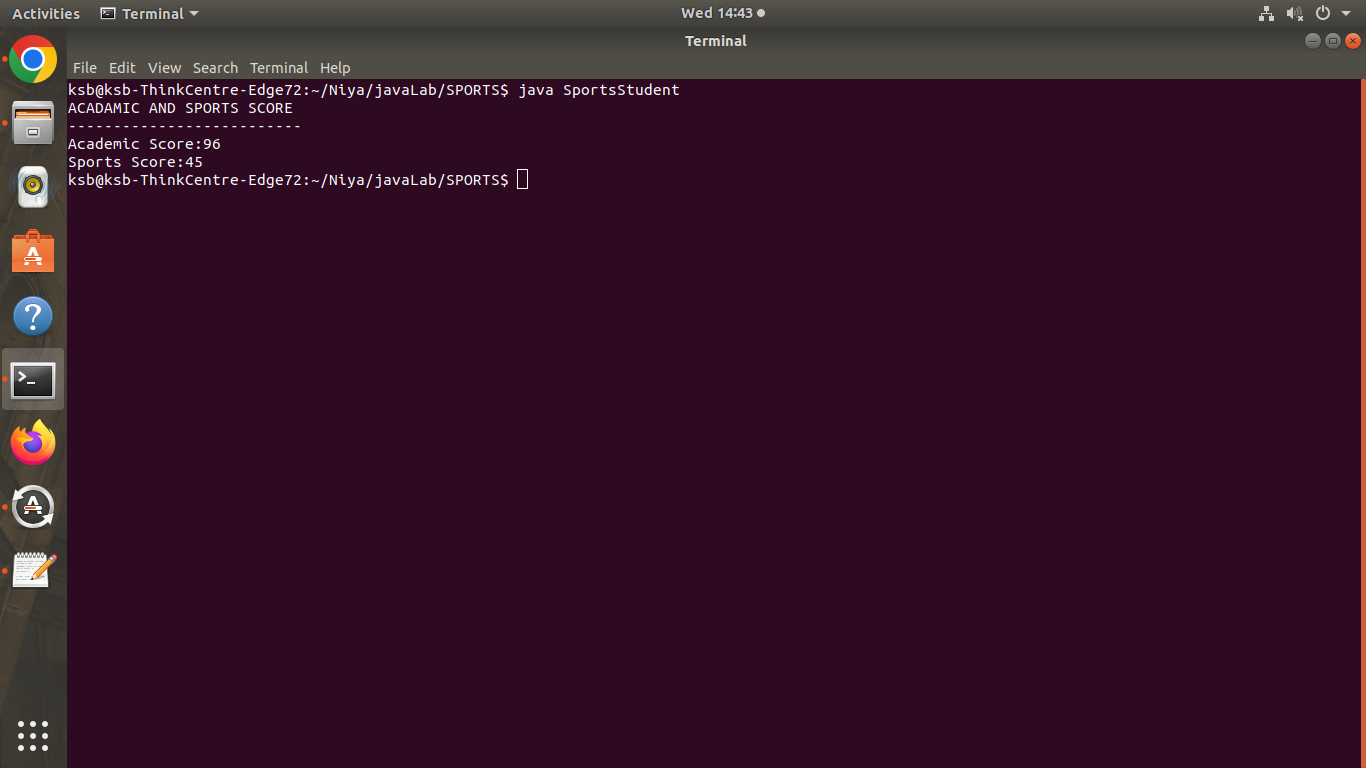 Activities Terminal Wed 14:43
Terminal
File Edit View Search Terminal Help
ksb@ksb-ThinkCentre-Edge72:~/Niya/javaLab/SPORTS$ java SportsStudent
ACADAMIC AND SPORTS SCORE
--------------------------
Academic Score:96
Sports Score:45
ksb@ksb-ThinkCentre-Edge72:~/Niya/javaLab/SPORTS$